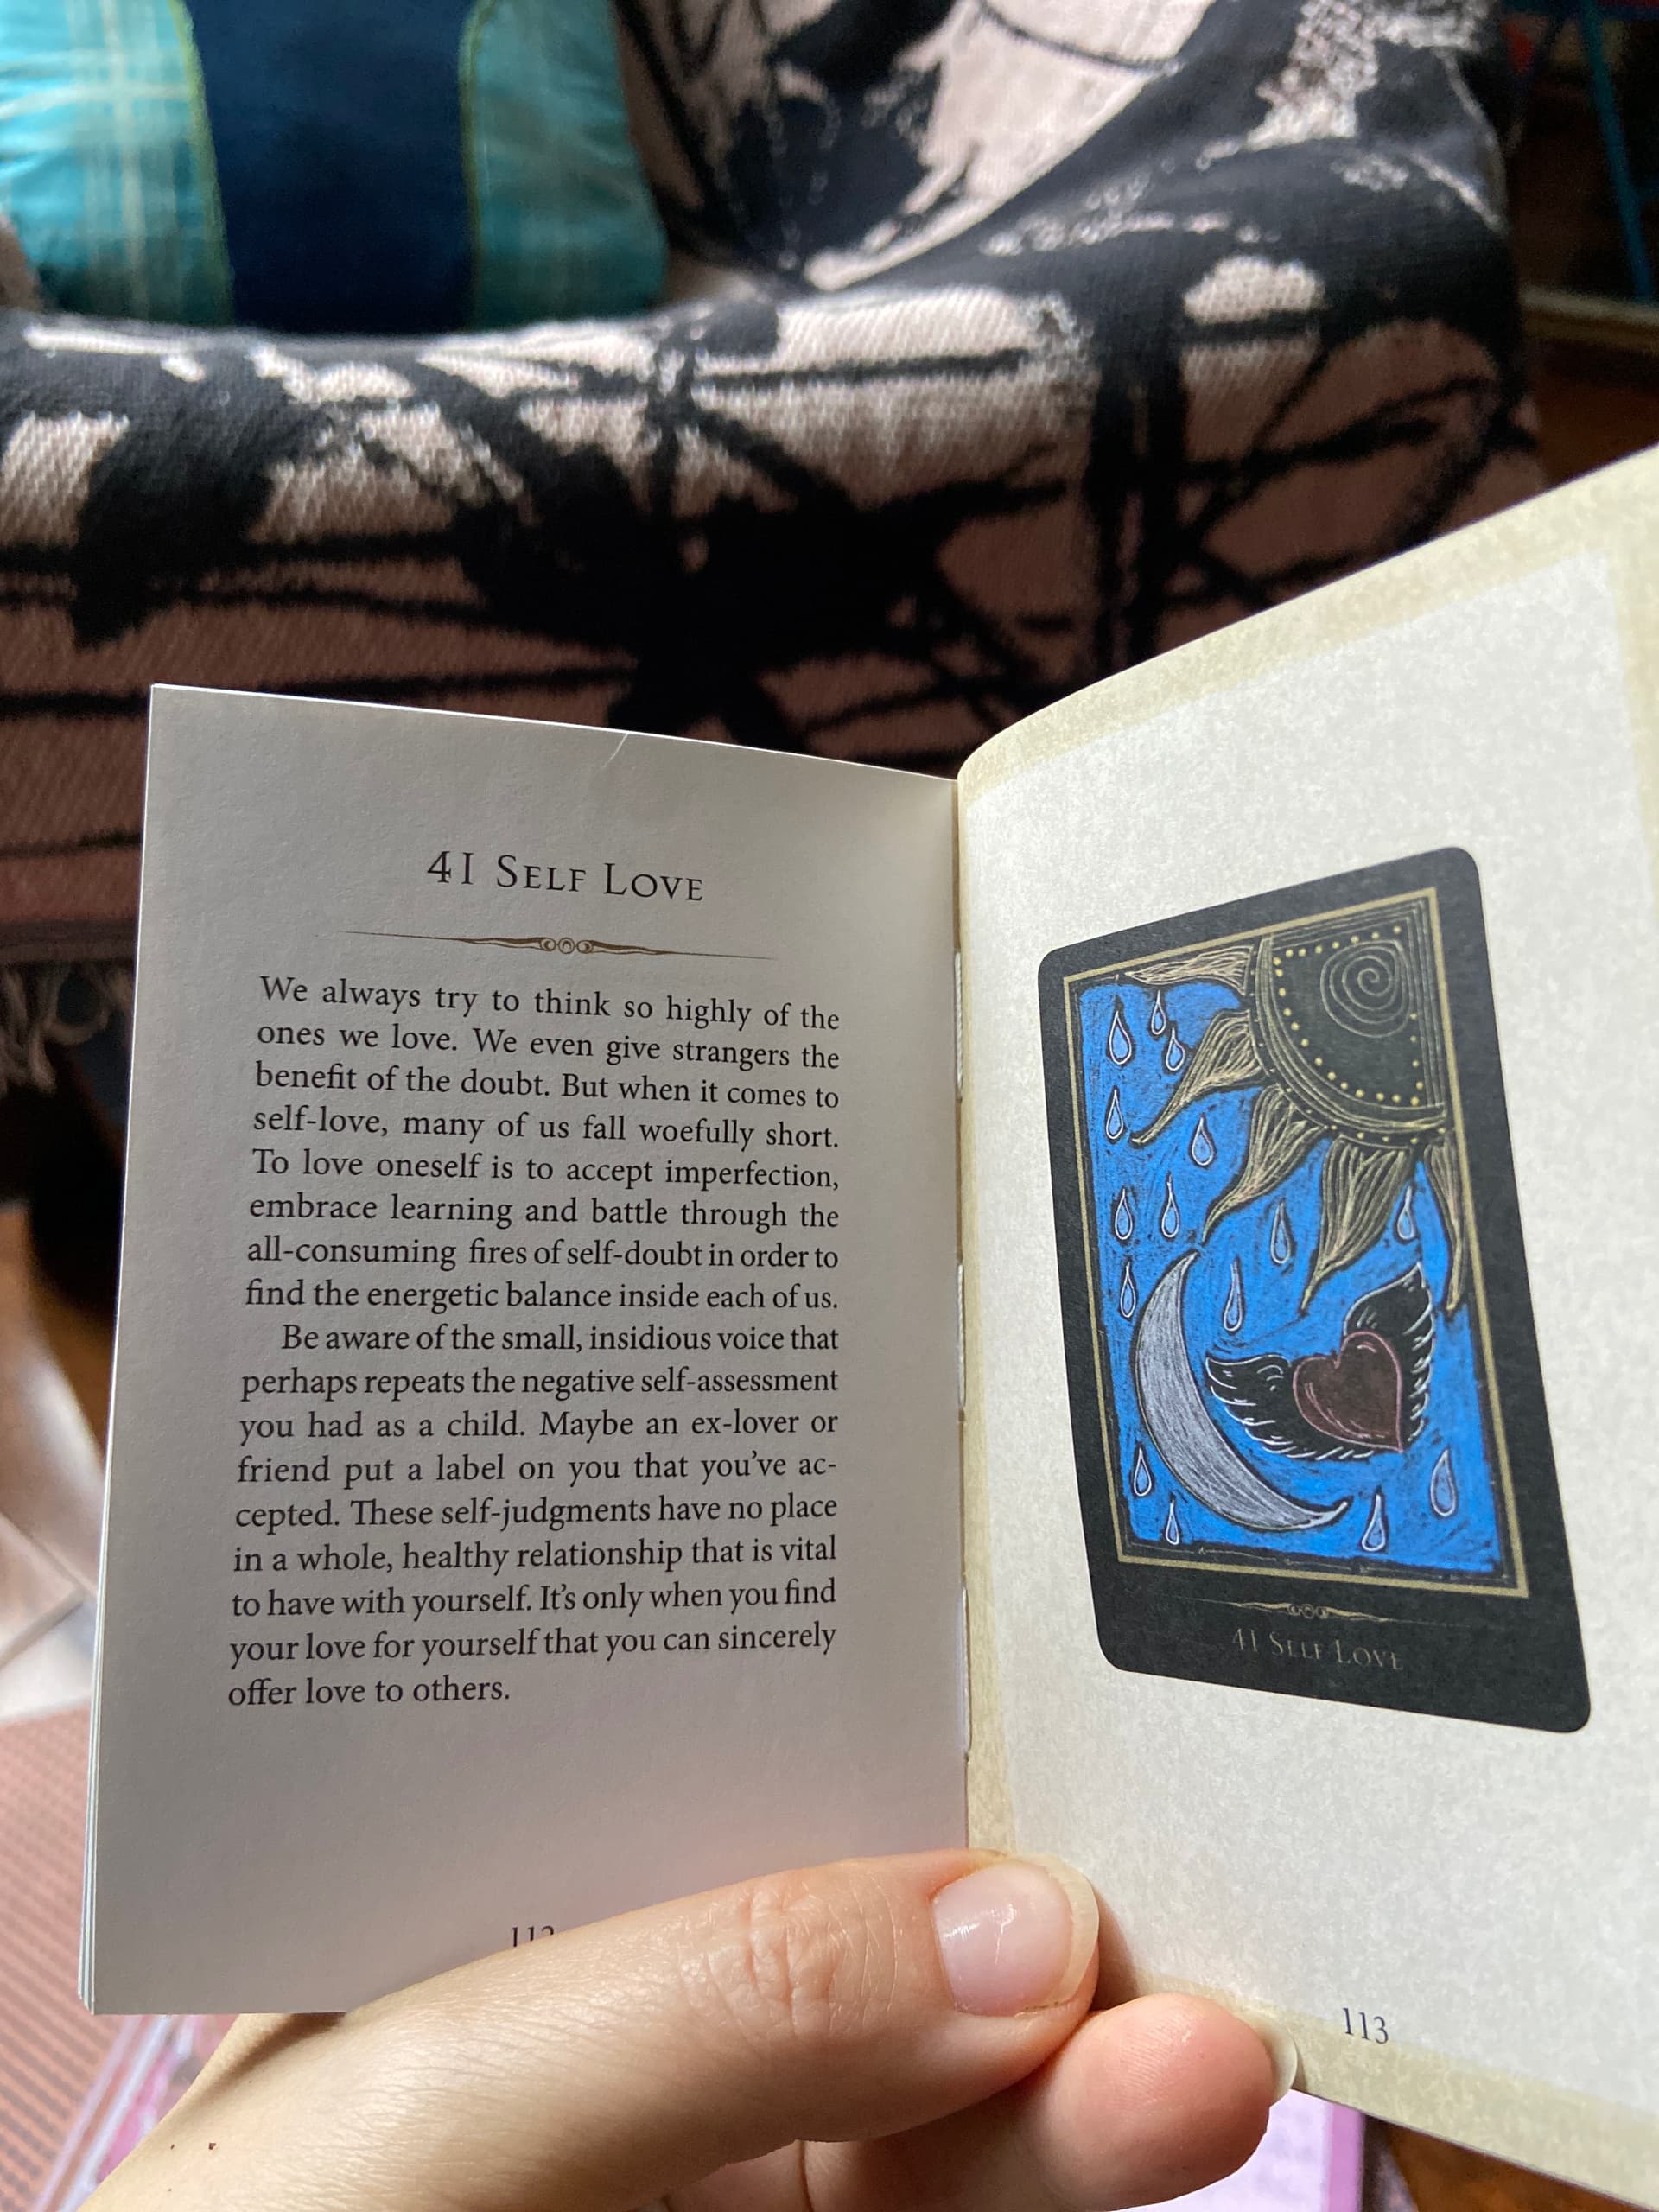 41 SELF LOVE
We always try to think so highly of the
ones we love. We even give strangers the
benefit of the doubt. But when it comes to
self-love, many of us fall woefully short.
To love oneself is to accept imperfection,
embrace learning and battle through the
all-consuming fires of self-doubt in order to
find the energetic balance inside each of us.
Be aware of the small, insidious voice that
perhaps repeats the negative self-assessment
you had as a child. Maybe an ex-lover or
friend put a label on you that you've ac-
cepted. These self-judgments have no place
in a whole, healthy relationship that is vital
to have with yourself. It's only when you find
your love for yourself that you can sincerely
offer love to others.
112
41 SELF LOVE
113